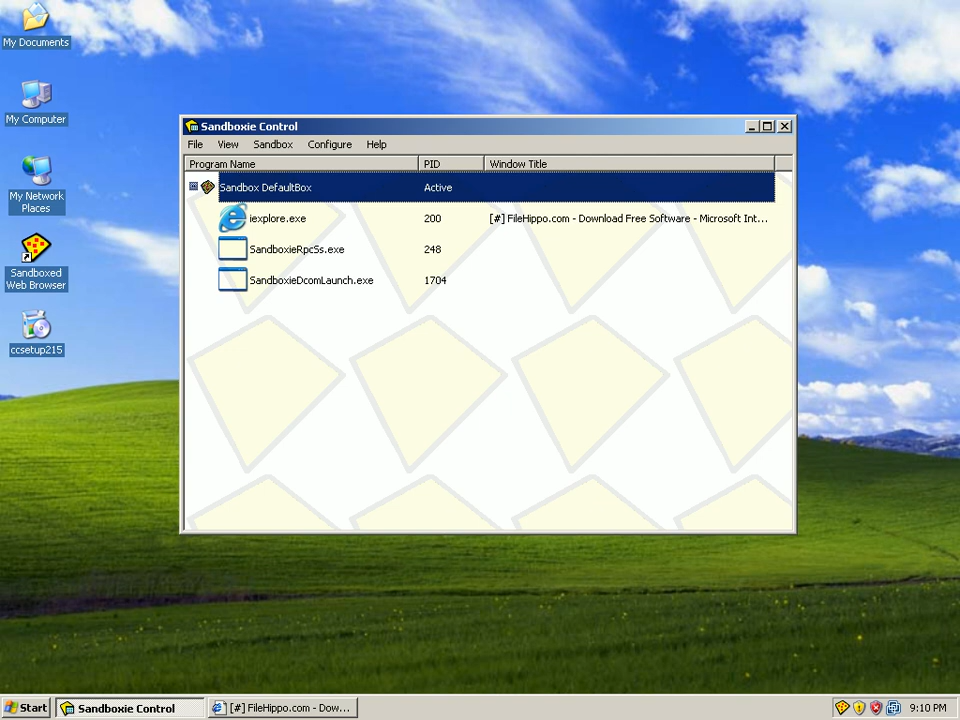 My Documents
My Computer
My Network
Places
Sandboxed
Web Browser
ccsetup215
Sandboxie Control
File View Sandbox Configure Help
Program Name PID Window Title
Sandbox DefaultBox Active
iexplore.exe 200 [#] FileHippo.com - Download Free Software - Microsoft Int...
SandboxieRpcSs.exe 248
SandboxieDcomLaunch.exe 1704
Start Sandboxie Control [#] FileHippo.com - Dow... 9:10 PM